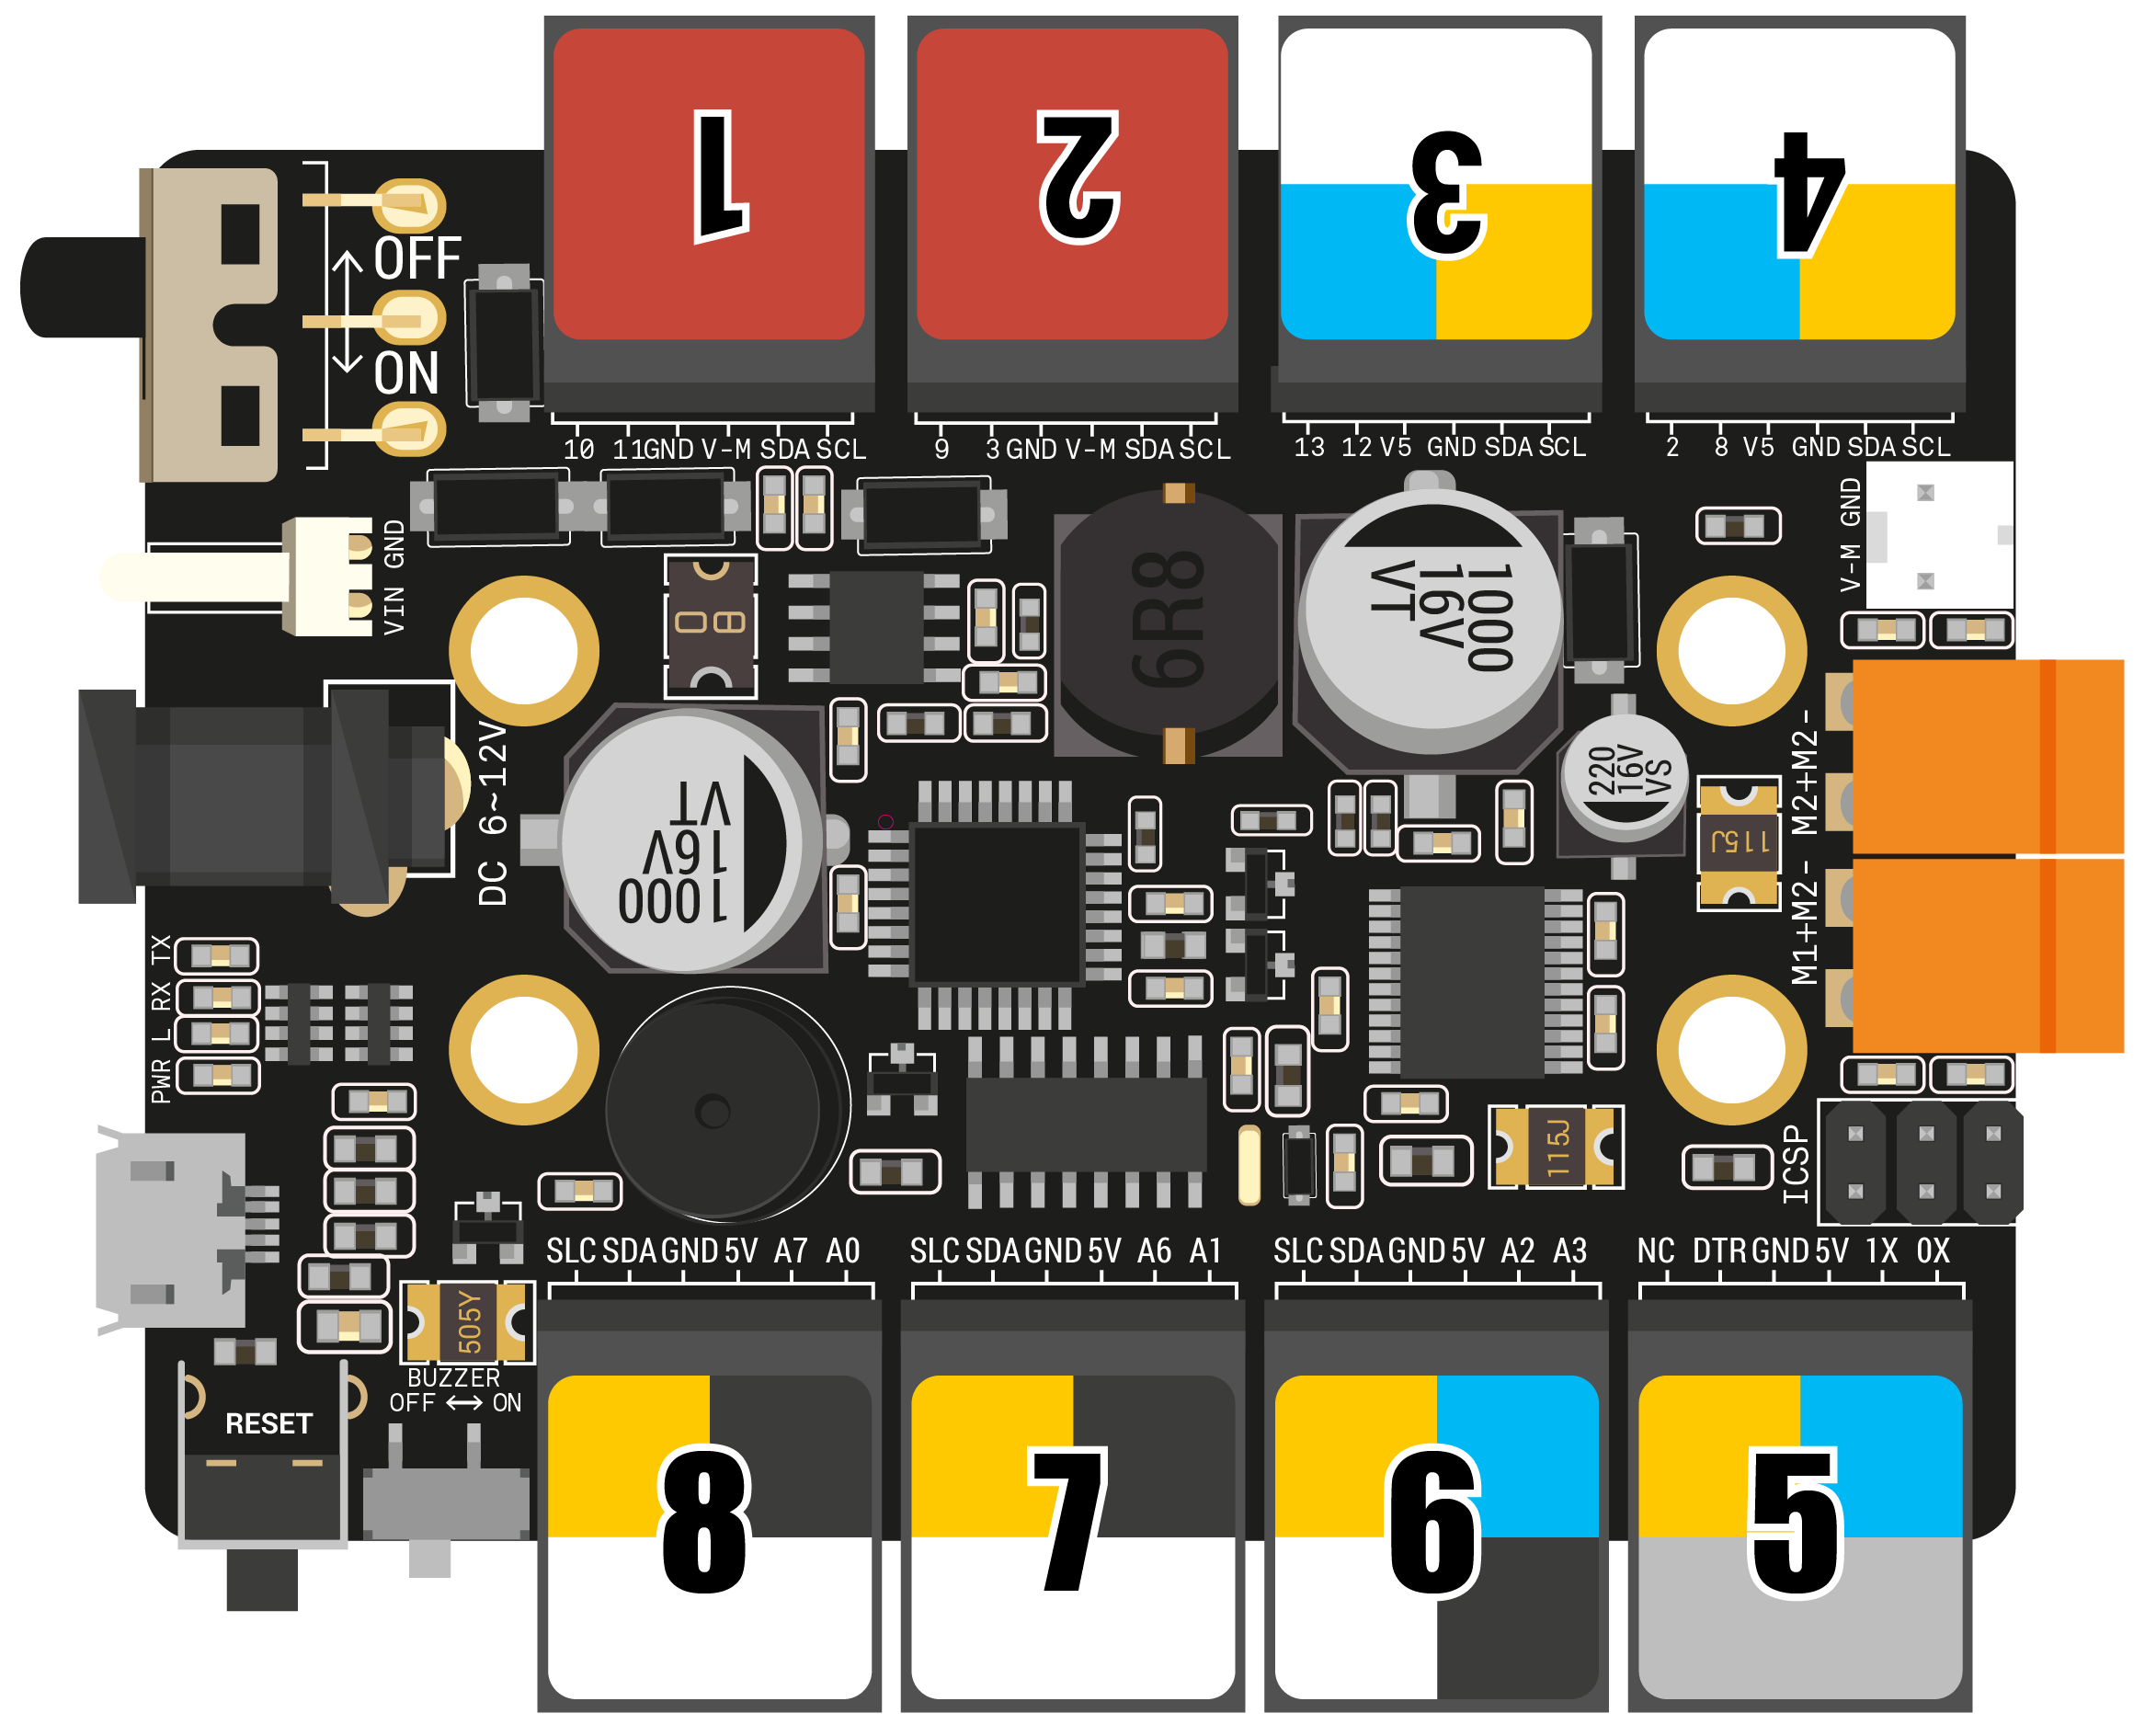 1
2
3
4
OFF
ON
10 11 GND V-M SDA SCL
9 3 GND V-M SDA SCL
13 12 V5 GND SDA SCL
2 8 V5 GND SDA SCL
VIN GND
V-M GND
08
6R8
1000
16V
VT
220
16V
VS
DC 6~12V
VT
16V
1000
115J
M1+M2- M2+M2-
TX
RX
L
PWR
115J
ICSP
SLC SDA GND 5V A7 A0
SLC SDA GND 5V A6 A1
SLC SDA GND 5V A2 A3
NC DTR GND 5V 1X 0X
505Y
BUZZER
OFF ↔ ON
RESET
8
7
6
5